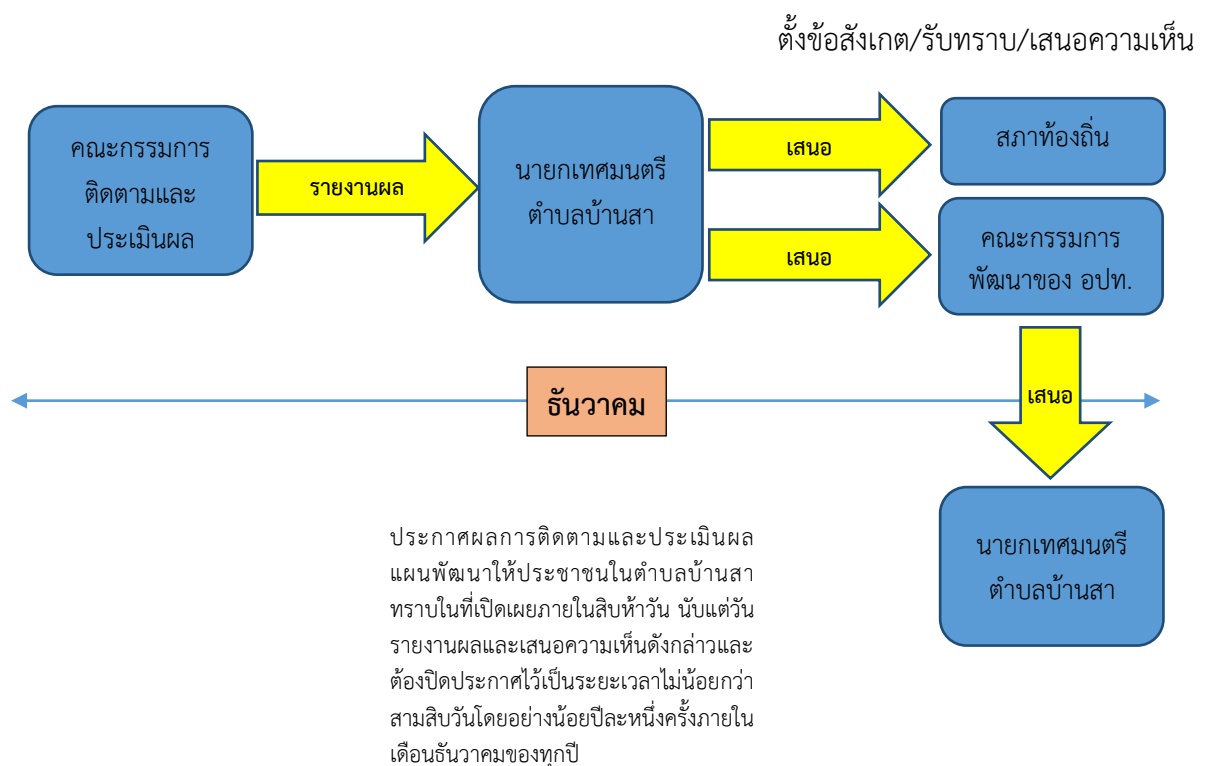 ตั้งข้อสังเกต/รับทราบ/เสนอความเห็น
คณะกรรมการ
ติดตามและ
ประเมินผล
รายงานผล
นายกเทศมนตรี
ตำบลบ้านสา
เสนอ
สภาท้องถิ่น
เสนอ
คณะกรรมการ
พัฒนาของ อปท.
ธันวาคม
เสนอ
นายกเทศมนตรี
ตำบลบ้านสา
ประกาศผลการติดตามและประเมินผล
แผนพัฒนาให้ประชาชนในตำบลบ้านสา
ทราบในที่เปิดเผยภายในสิบห้าวัน นับแต่วัน
รายงานผลและเสนอความเห็นดังกล่าวและ
ต้องปิดประกาศไว้เป็นระยะเวลาไม่น้อยกว่า
สามสิบวันโดยอย่างน้อยปีละหนึ่งครั้งภายใน
เดือนธันวาคมของทุกปี